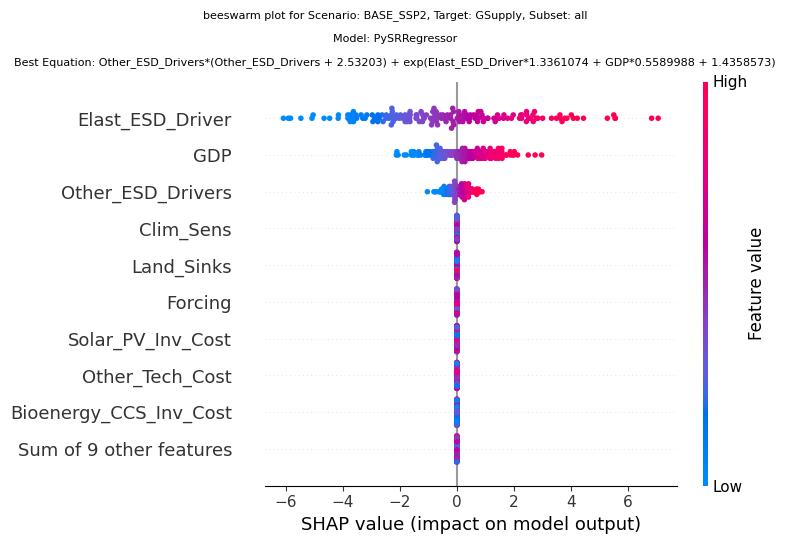 beeswarm plot for Scenario: BASE_SSP2, Target: GSupply, Subset: all
Model: PySRRegressor
Best Equation: Other_ESD_Drivers*(Other_ESD_Drivers + 2.53203) + exp(Elast_ESD_Driver*1.3361074 + GDP*0.5589988 + 1.4358573)
High
Elast_ESD_Driver
GDP
Other_ESD_Drivers
Clim_Sens
Land_Sinks
Forcing
Solar_PV_Inv_Cost
Other_Tech_Cost
Bioenergy_CCS_Inv_Cost
Sum of 9 other features
Feature value
Low
−6 −4 −2 0 2 4 6
SHAP value (impact on model output)